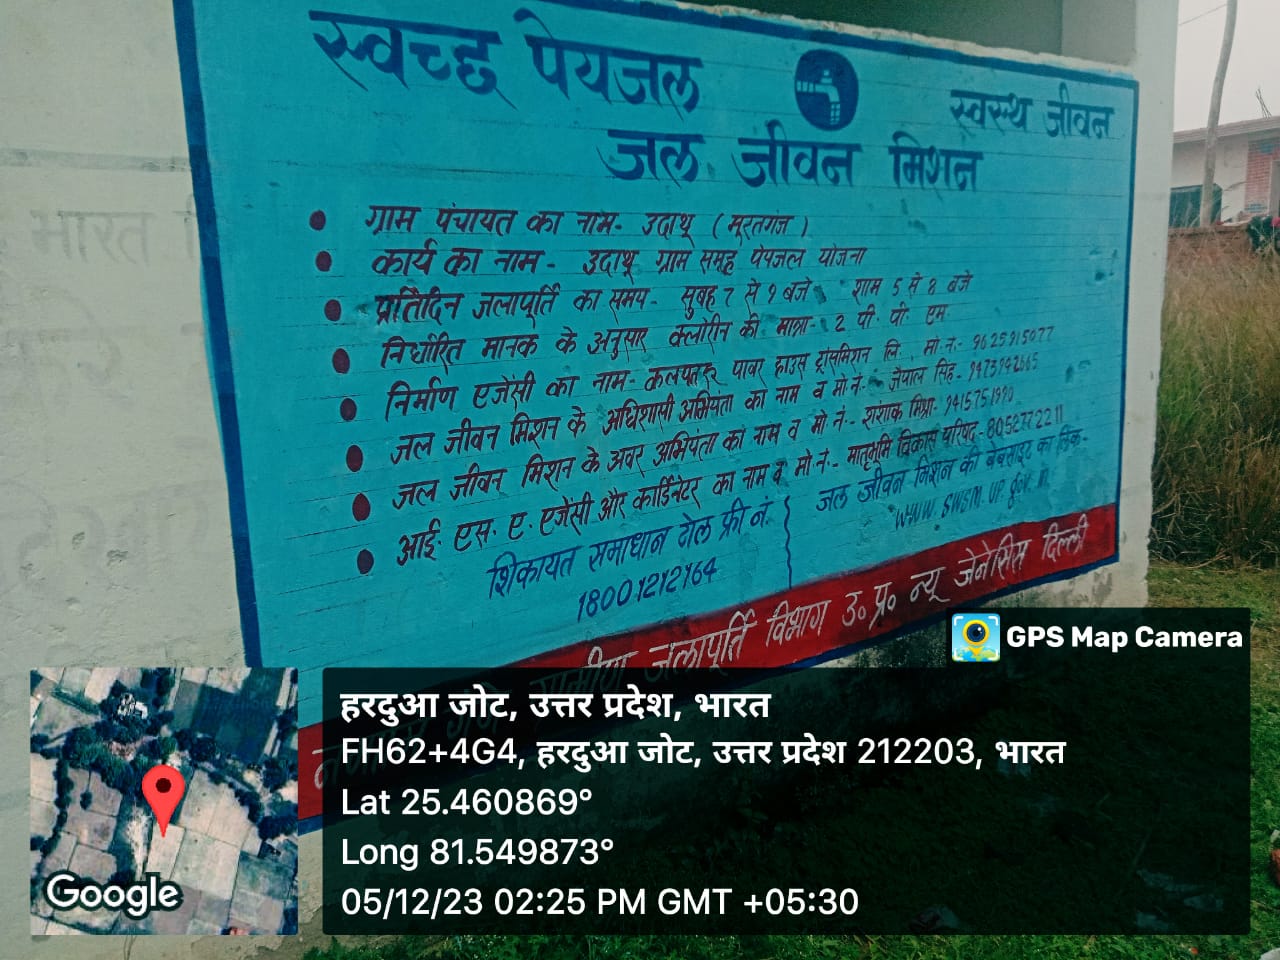 स्वच्छ पेयजल
स्वस्थ जीवन
जल जीवन मिशन
• ग्राम पंचायत का नाम- उदाथू ( मूरतगंज )
• कार्य का नाम - उदाथू ग्राम समूह पेयजल योजना
• प्रतिदिन जलापूर्ति का समय- सुबह 7 से 9 बजे शाम 5 से 8 बजे
• निर्धारित मानक के अनुसार क्लोरीन की मात्रा- 2 पी. पी. एम.
• निर्माण एजेंसी का नाम- कलपतरू पावर हाउस ट्रांसमिशन लि. मो. नं.- 9625915077
• जल जीवन मिशन के अधिशासी अभियंता का नाम व मो नं.- जैपाल सिंह - 9473942665
• जल जीवन मिशन के अवर अभियंता का नाम व मो नं.- शशांक मिश्रा- 9415751990
• आई. एस. ए. एजेंसी और कार्डिनेटर का नाम व मो नं.- मातृभूमि विकास परिषद- 8052772211
शिकायत समाधान टोल फ्री नं.
18001212164
जल जीवन मिशन की वेबसाइट का लिंक-
www.swsm.up.gov.in
ग्रामीण जलापूर्ति विभाग उ० प्र० न्यू जेनेसिस दिल्ली
भारत
GPS Map Camera
हरदुआ जोट, उत्तर प्रदेश, भारत
FH62+4G4, हरदुआ जोट, उत्तर प्रदेश 212203, भारत
Lat 25.460869°
Long 81.549873°
05/12/23 02:25 PM GMT +05:30
Google